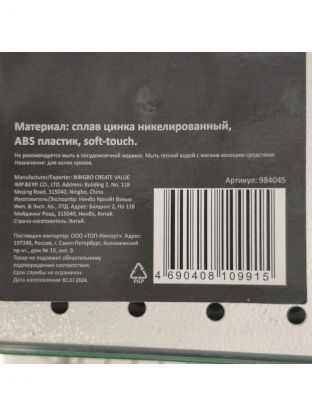 Материал: сплав цинка никелированный,
ABS пластик, soft-touch.
Не рекомендуется мыть в посудомоечной машине. Мыть теплой водой с мягким моющим средством.
Назначение: для колки орехов.
Manufacturer/Exporter: NINGBO CREATE VALUE
IMP.&EXP. CO., LTD. Address: Building 2, No. 118
Meijing Road, 315040, Ningbo, China.
Изготовитель/Экспортер: Нинбо Криэйт Вэлью
Имп. & Экспо. Ко., ЛТД. Адрес: Билдинг 2, Но 118
Мейджинг Роад, 315040, Нинбо, Китай.
Страна-изготовитель: Китай.
Поставщик-импортер: ООО «ТОП-Импорт». Адрес:
197348, Россия, г. Санкт-Петербург, Коломяжский
пр-кт, дом № 10, лит. Э.
Товар не подлежит обязательному
подтверждению соответствия.
Срок службы не ограничен.
Дата изготовления: 01.07.2024.
PAP
Артикул: 984045
4 690408 109915